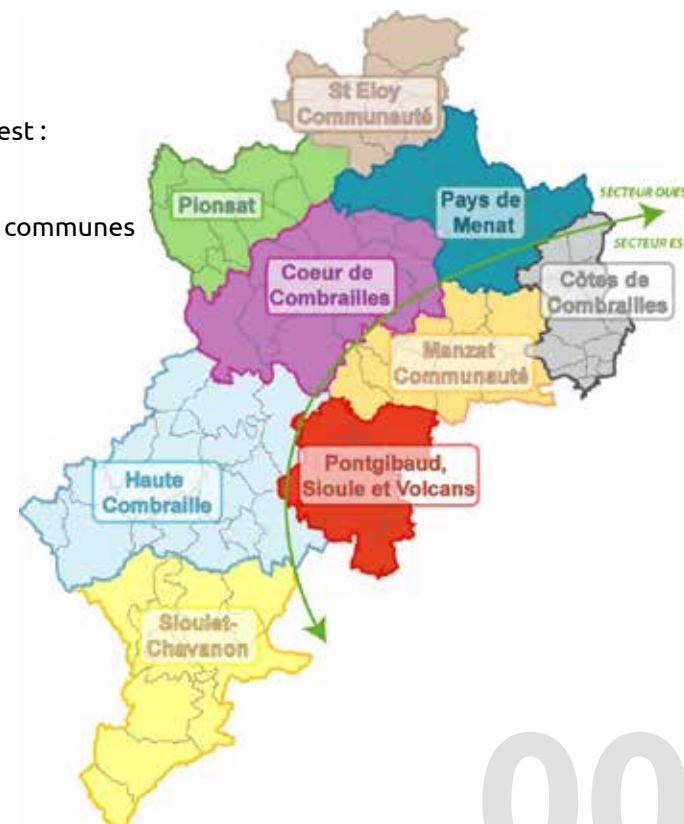 est :
communes
St Eloy
Communauté
Pionsat
Pays de
Menat
SECTEUR OUES
SECTEUR ES
Coeur de
Combrailles
Côtes de
Combrailles
Manzat
Communauté
Haute
Combraille
Pontgibaud,
Sioule et Volcans
Sioulet-
Chavanon
00